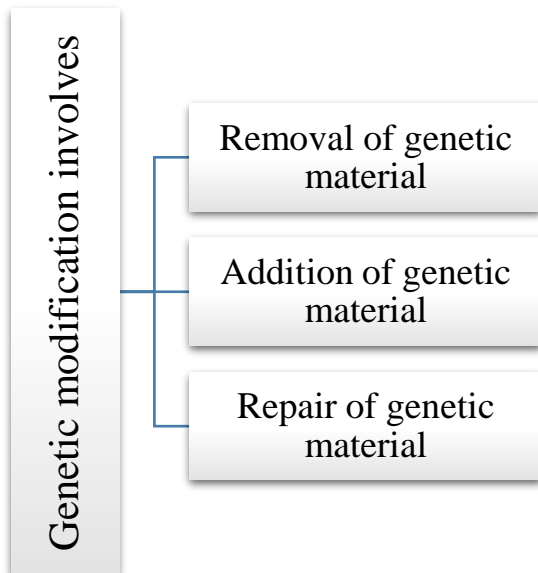 Genetic modification involves
Removal of genetic
material
Addition of genetic
material
Repair of genetic
material